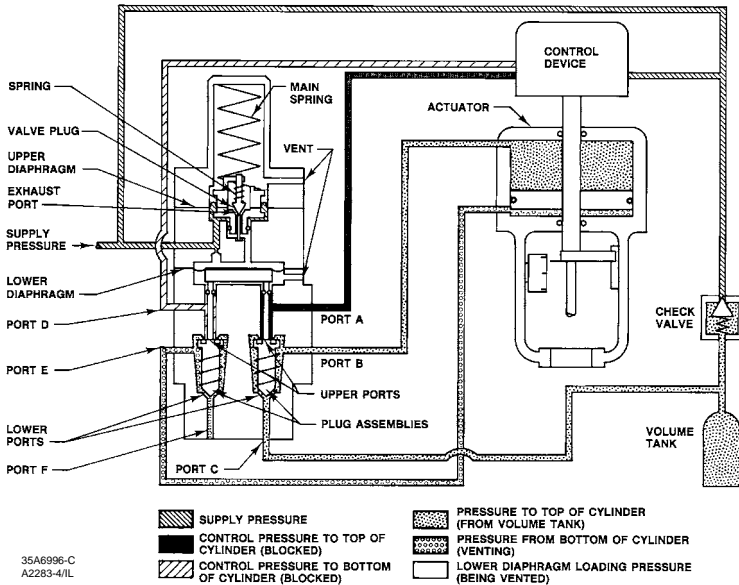 CONTROL
DEVICE
SPRING
MAIN
SPRING
ACTUATOR
VALVE PLUG
VENT
UPPER
DIAPHRAGM
EXHAUST
PORT
SUPPLY
PRESSURE
LOWER
DIAPHRAGM
PORT D
PORT A
CHECK
VALVE
PORT E
PORT B
UPPER PORTS
LOWER
PORTS
PLUG ASSEMBLIES
VOLUME
TANK
PORT F
PORT C
SUPPLY PRESSURE
CONTROL PRESSURE TO TOP OF
CYLINDER (BLOCKED)
CONTROL PRESSURE TO BOTTOM
OF CYLINDER (BLOCKED)
PRESSURE TO TOP OF CYLINDER
(FROM VOLUME TANK)
PRESSURE FROM BOTTOM OF CYLINDER
(VENTING)
LOWER DIAPHRAGM LOADING PRESSURE
(BEING VENTED)
35A6996-C
A2283-4/IL